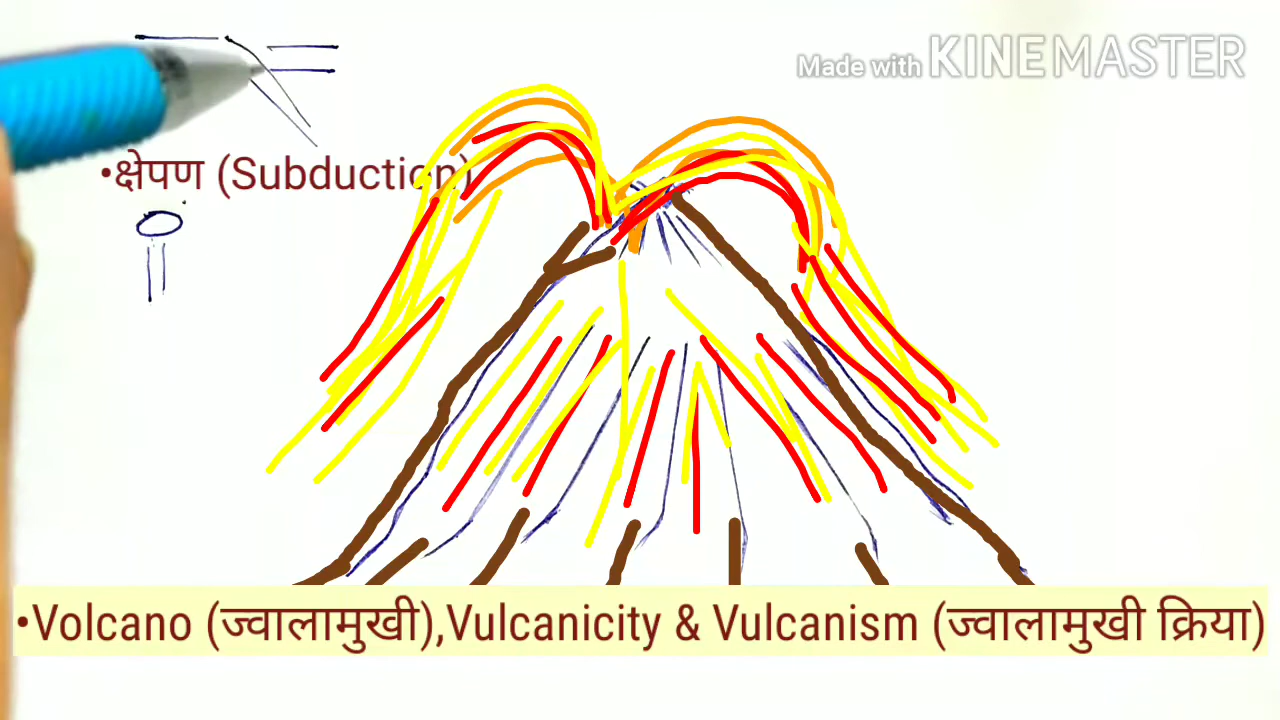 Made with KINEMASTER
•क्षेपण (Subduction)
•Volcano (ज्वालामुखी),Vulcanicity & Vulcanism (ज्वालामुखी क्रिया)